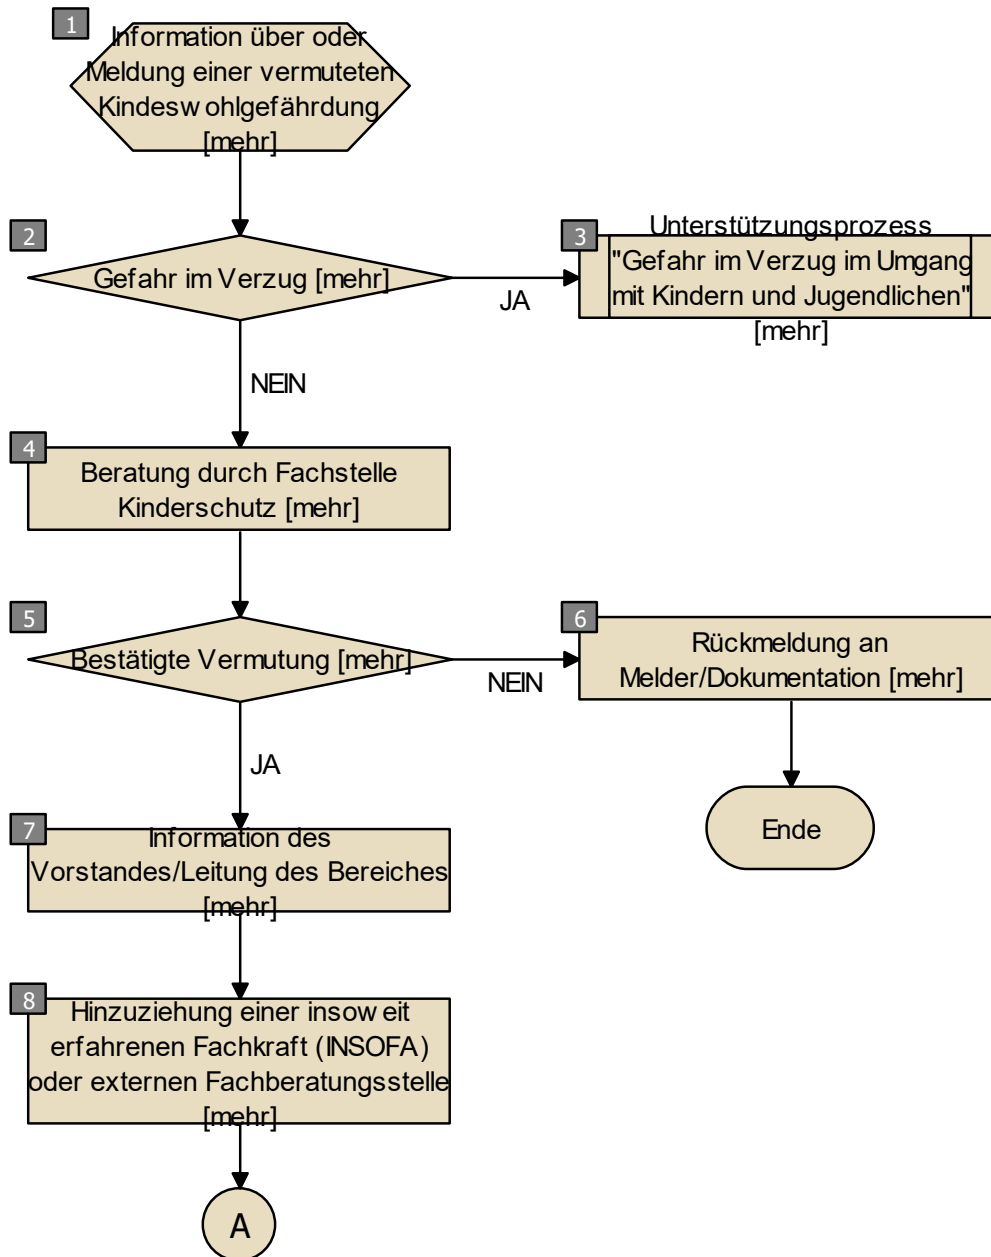 1
Information über oder
Meldung einer vermuteten
Kindeswohlgefährdung
[mehr]
2
Gefahr im Verzug [mehr]
JA
3
Unterstützungsprozess
"Gefahr im Verzug im Umgang
mit Kindern und Jugendlichen"
[mehr]
NEIN
4
Beratung durch Fachstelle
Kinderschutz [mehr]
5
Bestätigte Vermutung [mehr]
NEIN
6
Rückmeldung an
Melder/Dokumentation [mehr]
JA
Ende
7
Information des
Vorstandes/Leitung des Bereiches
[mehr]
8
Hinzuziehung einer insoweit
erfahrenen Fachkraft (INSOFA)
oder externen Fachberatungsstelle
[mehr]
A